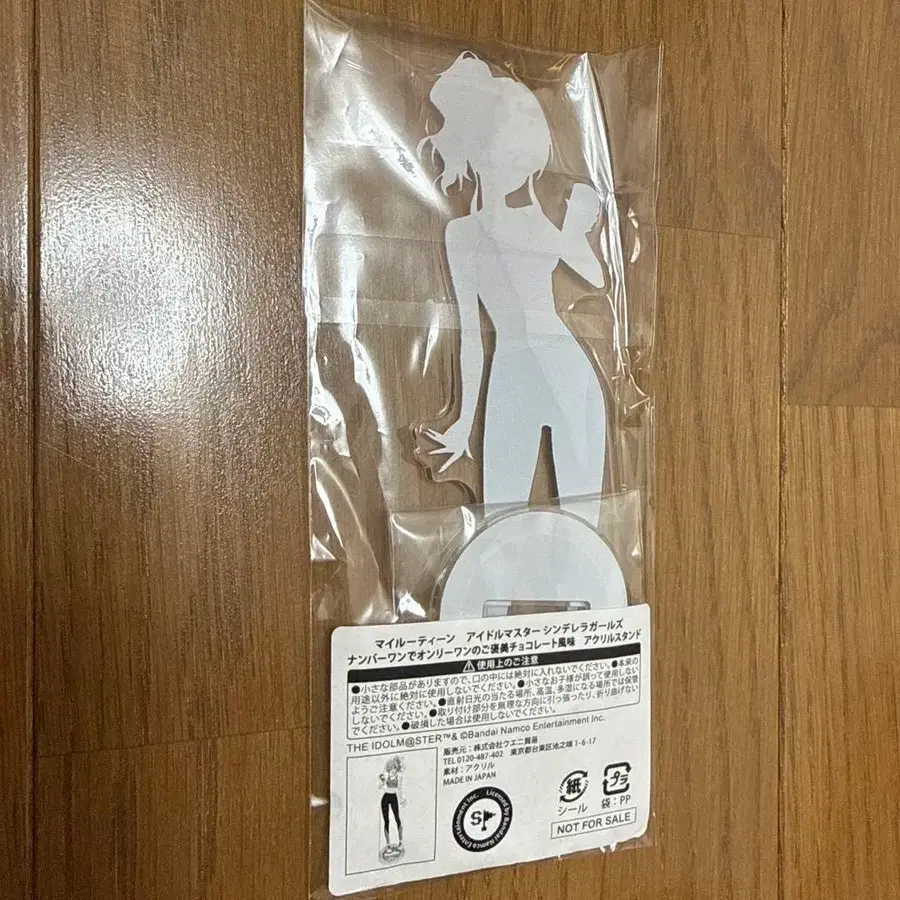 マイルーティーン アイドルマスター シンデレラガールズ
ナンバーワンでオンリーワンのご褒美チョコレート風味 アクリルスタンド
⚠使用上のご注意
●小さな部品がありますので、口の中には絶対に入れないでください。●本来の
用途以外に絶対に使用しないでください。●小さなお子様が誤って使用しない
ようご注意ください。●直射日光の当たる場所、高温、多湿になる場所では保管
しないでください。●取り付け部分を無理な方向に引っ張ったり、折り曲げない
でください。●破損した場合は使用しないでください。
THE IDOLM@STER™& ©Bandai Namco Entertainment Inc.
販売元：株式会社ウエニ貿易
TEL 0120-487-402 東京都台東区池之端 1-6-17
素材：アクリル
MADE IN JAPAN
Licensed by Bandai Namco Entertainment Inc.
S
紙
シール
プラ
袋：PP
NOT FOR SALE